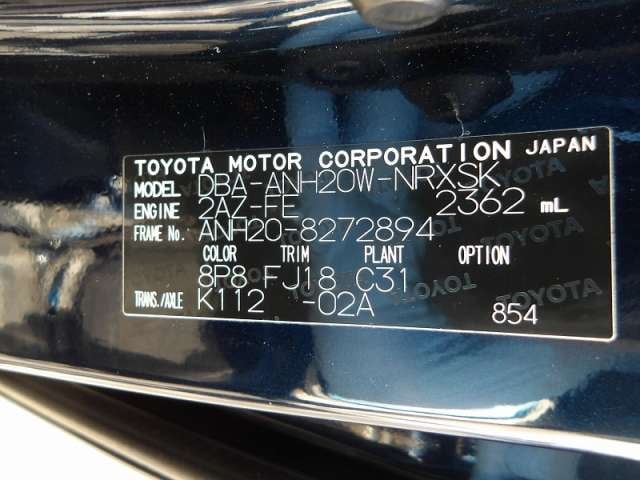 TOYOTA MOTOR CORPORATION JAPAN
MODEL DBA-ANH20W-NRXSK
ENGINE 2AZ-FE 2362 mL
FRAME No. ANH20-8272894
COLOR TRIM PLANT OPTION
8P8 FJ18 C31
TRANS./AXLE K112 -02A
854